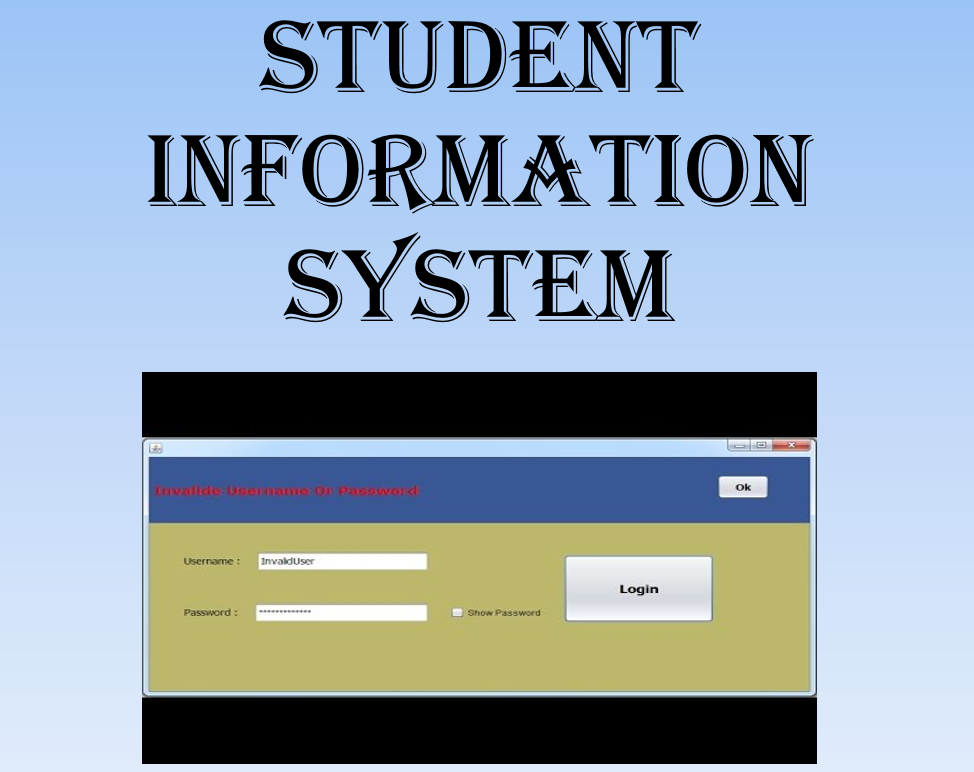 STUDENT
INFORMATION
SYSTEM
Invalide Username Or Password
Ok
Username :
InvalidUser
Password :
*************
Show Password
Login